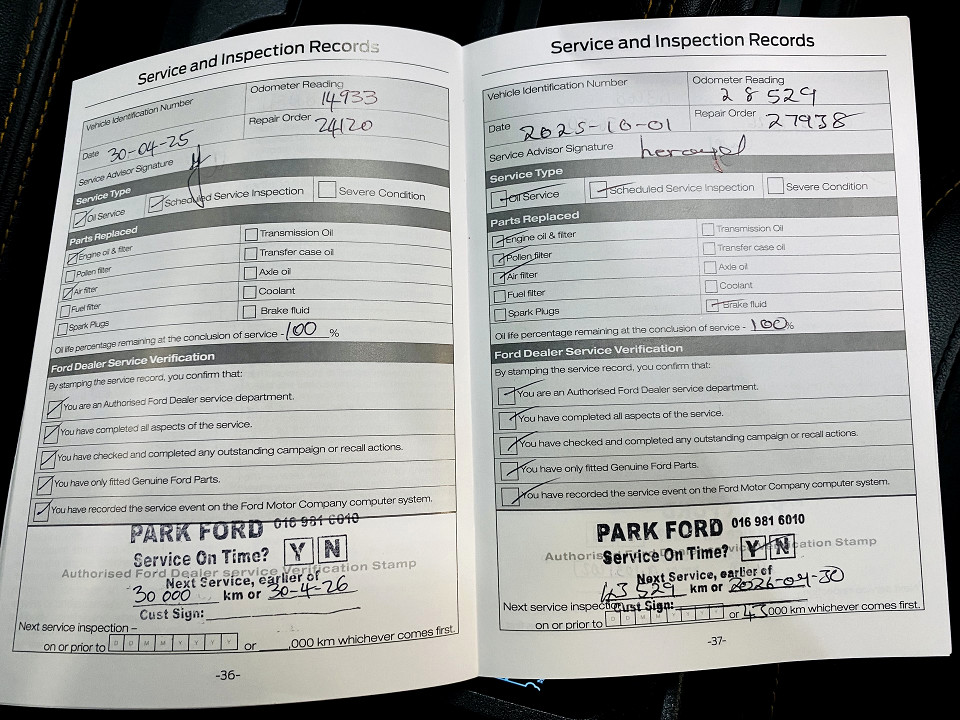 Service and Inspection Records
Vehicle Identification Number
Odometer Reading
14933
Date 30-04-25
Repair Order 24120
Service Advisor Signature
Service Type
Oil Service
Scheduled Service Inspection
Severe Condition
Parts Replaced
Engine oil & filter
Transmission Oil
Pollen filter
Transfer case oil
Air filter
Axle oil
Fuel filter
Coolant
Spark Plugs
Brake fluid
Oil life percentage remaining at the conclusion of service - 100 %
Ford Dealer Service Verification
By stamping the service record, you confirm that:
You are an Authorised Ford Dealer service department.
You have completed all aspects of the service.
You have checked and completed any outstanding campaign or recall actions.
You have only fitted Genuine Ford Parts.
You have recorded the service event on the Ford Motor Company computer system.
PARK FORD 016 981 6010
Service On Time? Y N
Authorised Ford Dealer service Verification Stamp
Next Service, earlier of
30 000 km or 30-4-26
Cust Sign:
Next service inspection –
on or prior to D D M M Y Y Y Y or ,000 km whichever comes first.
-36-
Service and Inspection Records
Vehicle Identification Number
Odometer Reading
28529
Date 2025-10-01
Repair Order 27938
Service Advisor Signature
Service Type
Oil Service
Scheduled Service Inspection
Severe Condition
Parts Replaced
Engine oil & filter
Transmission Oil
Pollen filter
Transfer case oil
Air filter
Axle oil
Fuel filter
Coolant
Spark Plugs
Brake fluid
Oil life percentage remaining at the conclusion of service - 100%
Ford Dealer Service Verification
By stamping the service record, you confirm that:
You are an Authorised Ford Dealer service department.
You have completed all aspects of the service.
You have checked and completed any outstanding campaign or recall actions.
You have only fitted Genuine Ford Parts.
You have recorded the service event on the Ford Motor Company computer system.
PARK FORD 016 981 6010
Service On Time? Y N
Next Service, earlier of
43 529 km or 2026-04-30
Cust Sign:
Next service inspection
on or prior to D D M M Y Y Y Y or 43,000 km whichever comes first.
-37-